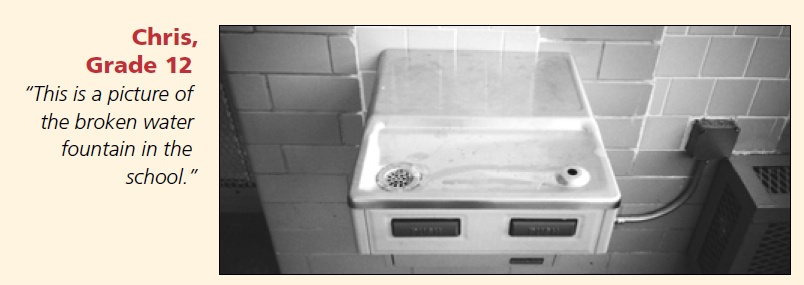 Chris,
Grade 12
“This is a picture of
the broken water
fountain in the
school.”